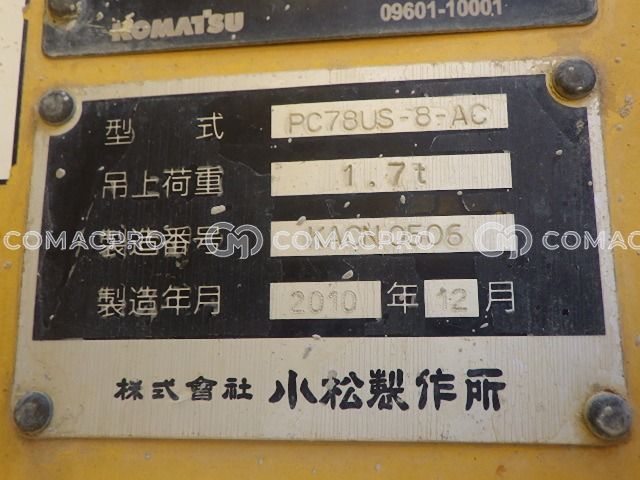 KOMATSU 09601-10001
型 式 PC78US-8-AC
吊上荷重 1.7t
製造番号
COMACPRO COMACPRO COMAC
製造年月 2010 年 12 月
株式會社 小松製作所